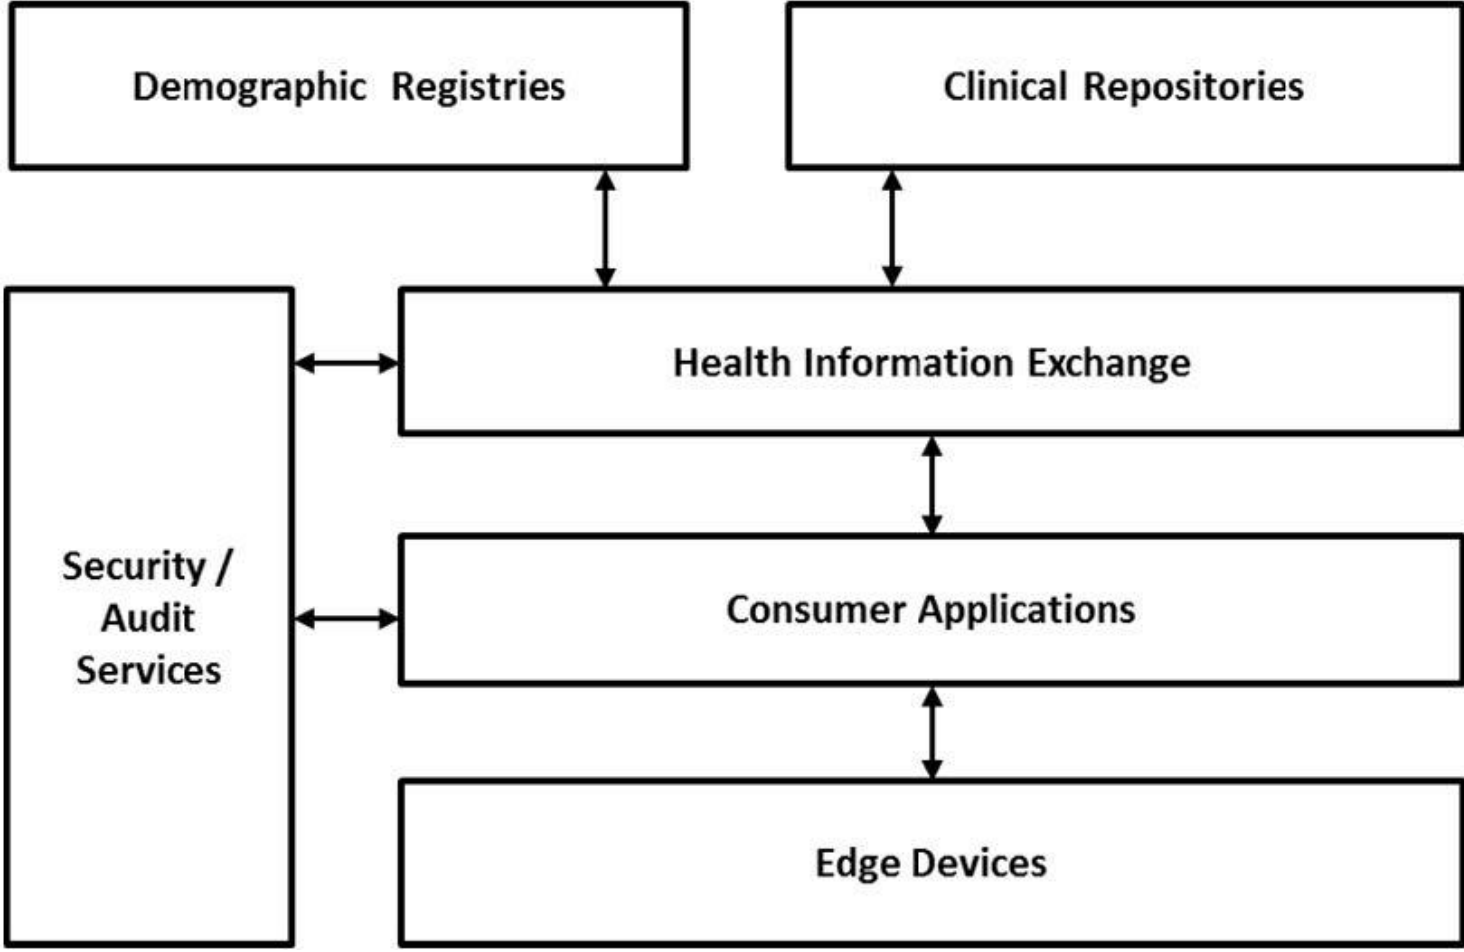 Demographic Registries
Clinical Repositories
Health Information Exchange
Security /
Audit
Services
Consumer Applications
Edge Devices